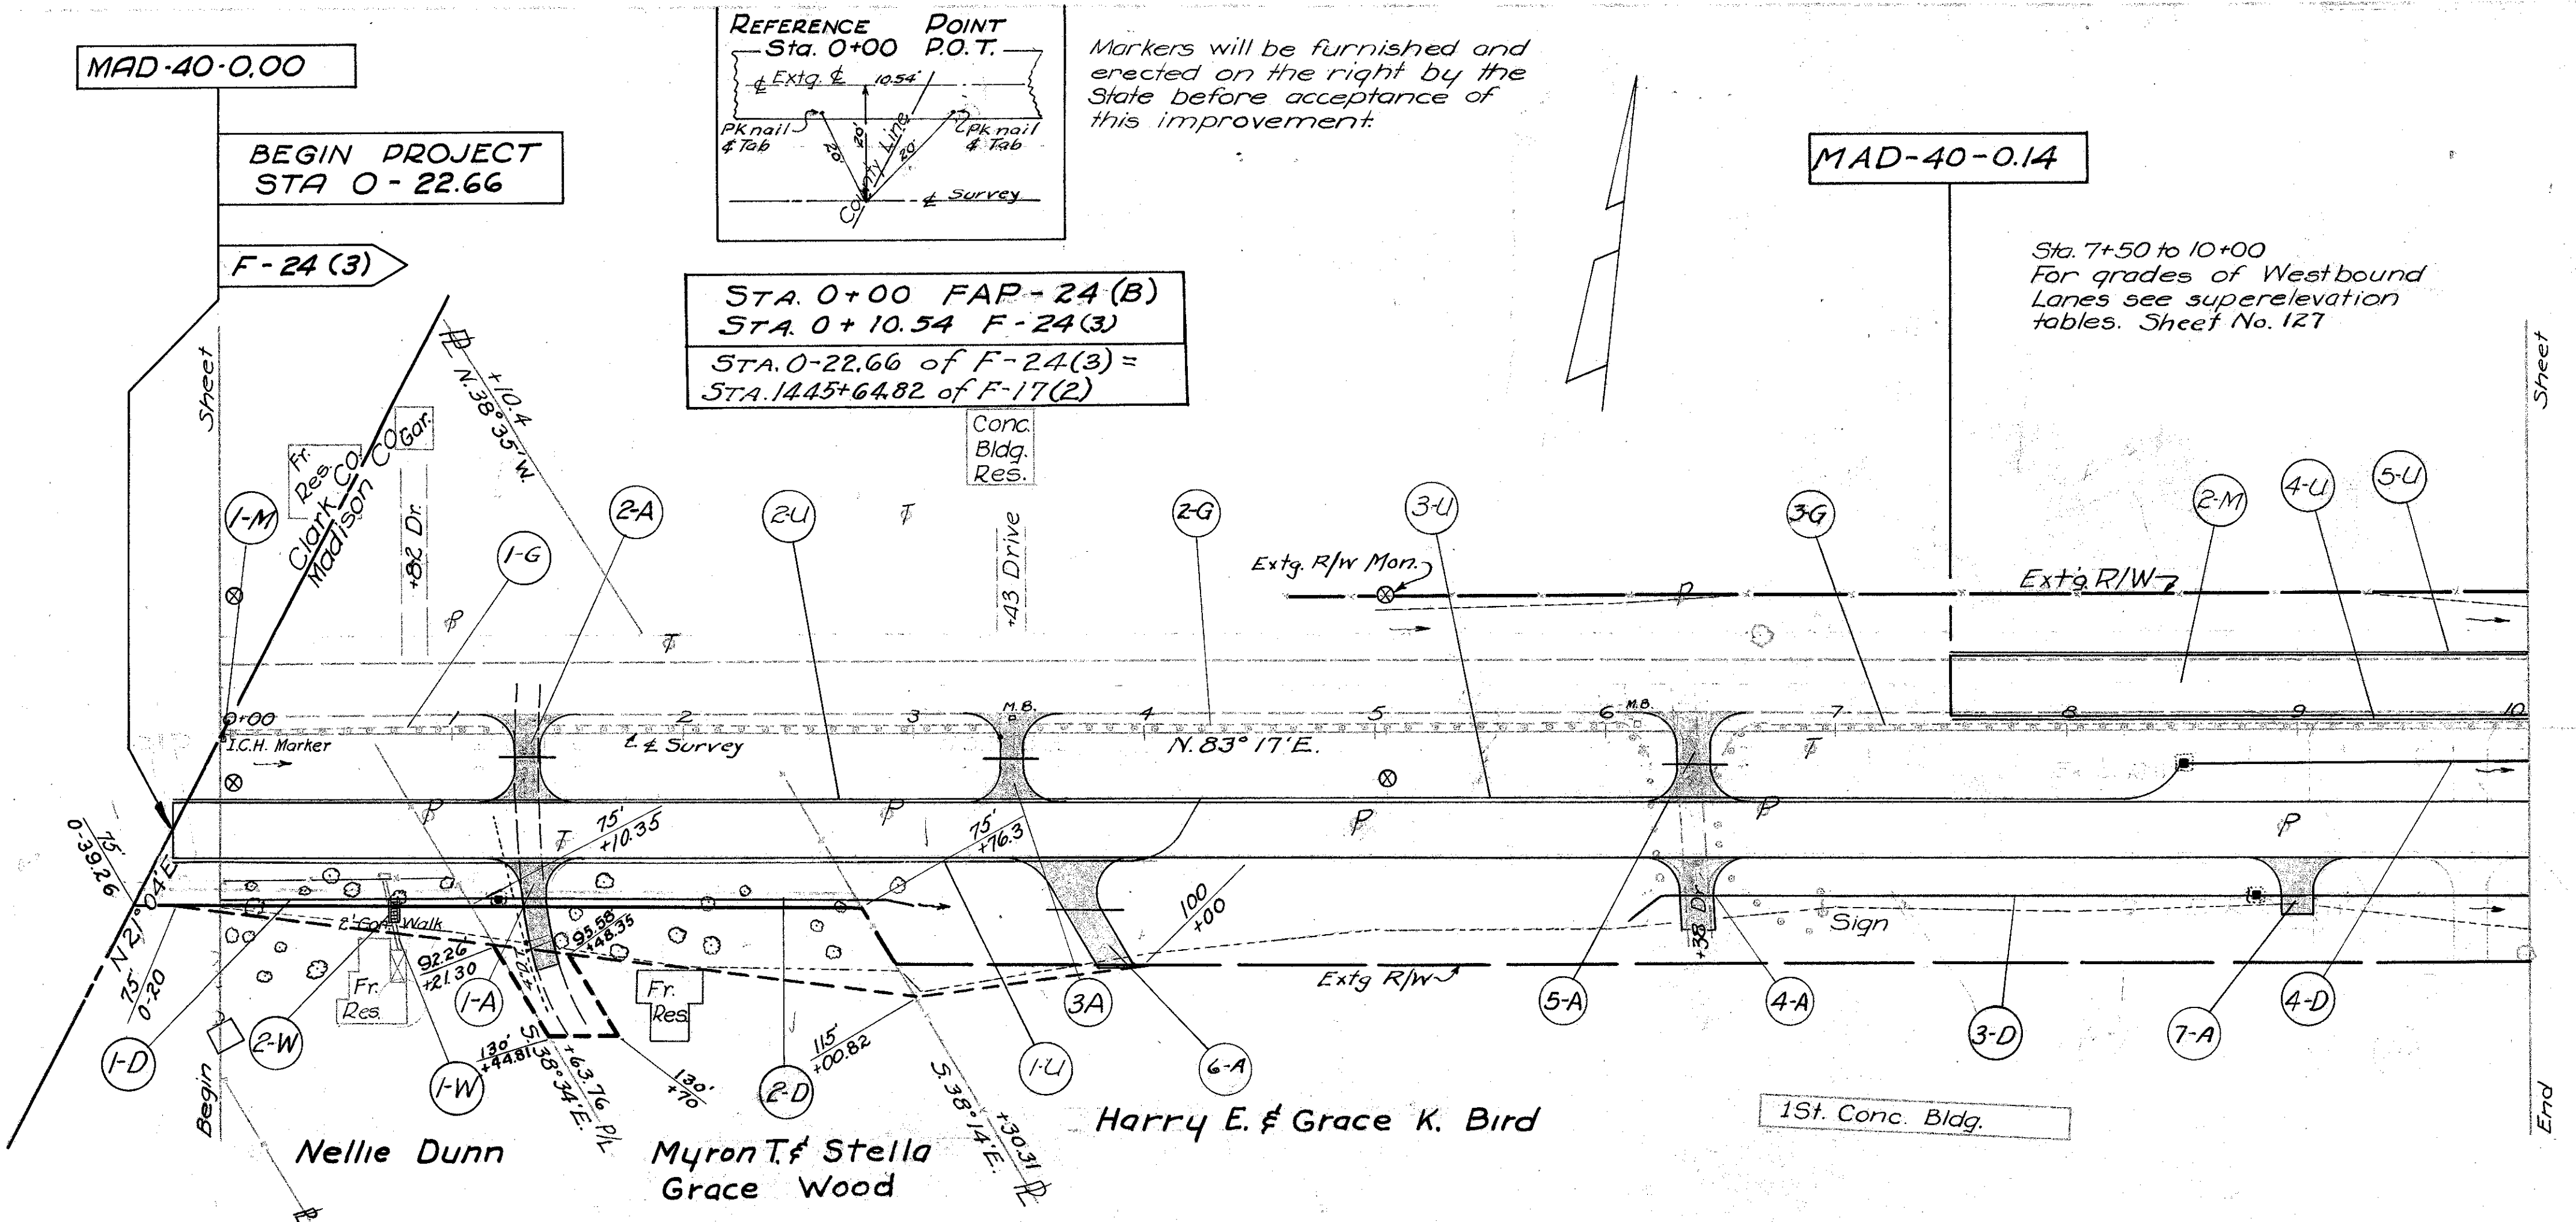 MAD-40-0.00
BEGIN PROJECT
STA 0-22.66
F-24 (3)
REFERENCE POINT
Sta. 0+00 P.O.T.
℄ Extg. ℄ 10.54'
PK nail
& Tab
20'
20'
20'
County Line
PK nail
& Tab
℄ Survey
Markers will be furnished and
erected on the right by the
State before acceptance of
this improvement.
MAD-40-0.14
STA. 0+00 FAP-24 (B)
STA. 0+10.54 F-24(3)
STA. 0-22.66 of F-24(3) =
STA. 1445+64.82 of F-17(2)
Sta. 7+50 to 10+00
For grades of Westbound
Lanes see superelevation
tables. Sheet No. 127
Sheet
Sheet
Fr.
Res.
Gar.
Clark CO.
Madison CO
+82 Dr.
+10.4
N.38°35'W.
Conc.
Bldg.
Res.
+43 Drive
1-M
1-G
2-A
2-U
2-G
3-U
3-G
2-M
4-U
5-U
Extg. R/W Mon.
Extg. R/W
0+00
1
2
3
M.B.
4
5
6
M.B.
7
8
9
10
I.C.H. Marker
℄ Survey
N. 83° 17' E.
75'
0-39.26
N 21° 04' E.
75'
0-20
75'
+10.35
75'
+76.3
2' Con. Walk
92.26
+21.30
95.58'
+48.35
100
+00
+38 Dr.
Sign
Extg R/W
Fr.
Res.
Fr.
Res.
1-D
2-W
1-W
1-A
2-D
1-U
3A
6-A
5-A
4-A
3-D
7-A
4-D
130'
+44.81
S.38°34'E.
+63.76 P/L
130'
+70
115'
+00.82
S.38°14'E.
+30.31 PL
Begin
End
Nellie Dunn
Myron T. & Stella
Grace Wood
Harry E. & Grace K. Bird
1St. Conc. Bldg.